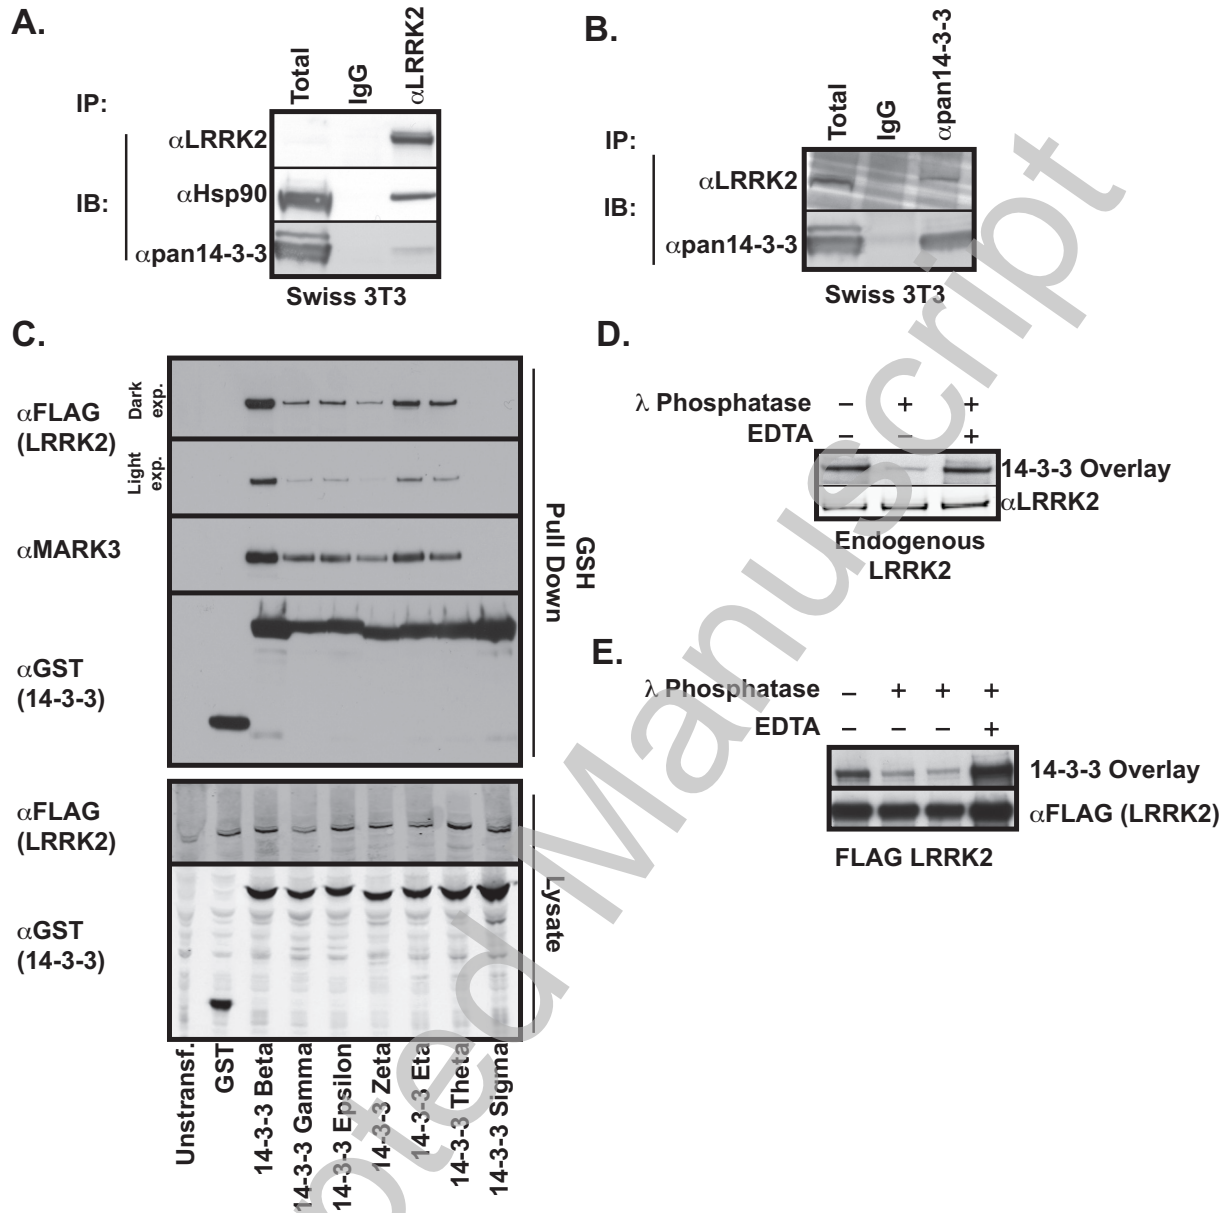 A.
IP:
Total
IgG
αLRRK2
IB:
αLRRK2
αHsp90
αpan14-3-3
Swiss 3T3
B.
IP:
Total
IgG
αpan14-3-3
IB:
αLRRK2
αpan14-3-3
Swiss 3T3
C.
αFLAG
(LRRK2)
Dark
exp.
Light
exp.
αMARK3
αGST
(14-3-3)
GSH
Pull Down
αFLAG
(LRRK2)
αGST
(14-3-3)
Lysate
Unstransf.
GST
14-3-3 Beta
14-3-3 Gamma
14-3-3 Epsilon
14-3-3 Zeta
14-3-3 Eta
14-3-3 Theta
14-3-3 Sigma
D.
λ Phosphatase − + +
EDTA − − +
14-3-3 Overlay
αLRRK2
Endogenous
LRRK2
E.
λ Phosphatase − + + +
EDTA − − − +
14-3-3 Overlay
αFLAG (LRRK2)
FLAG LRRK2
pted Manuscript